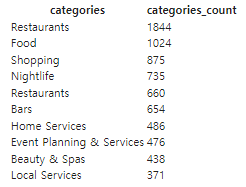 categories categories_count
Restaurants 1844
Food 1024
Shopping 875
Nightlife 735
Restaurants 660
Bars 654
Home Services 486
Event Planning & Services 476
Beauty & Spas 438
Local Services 371